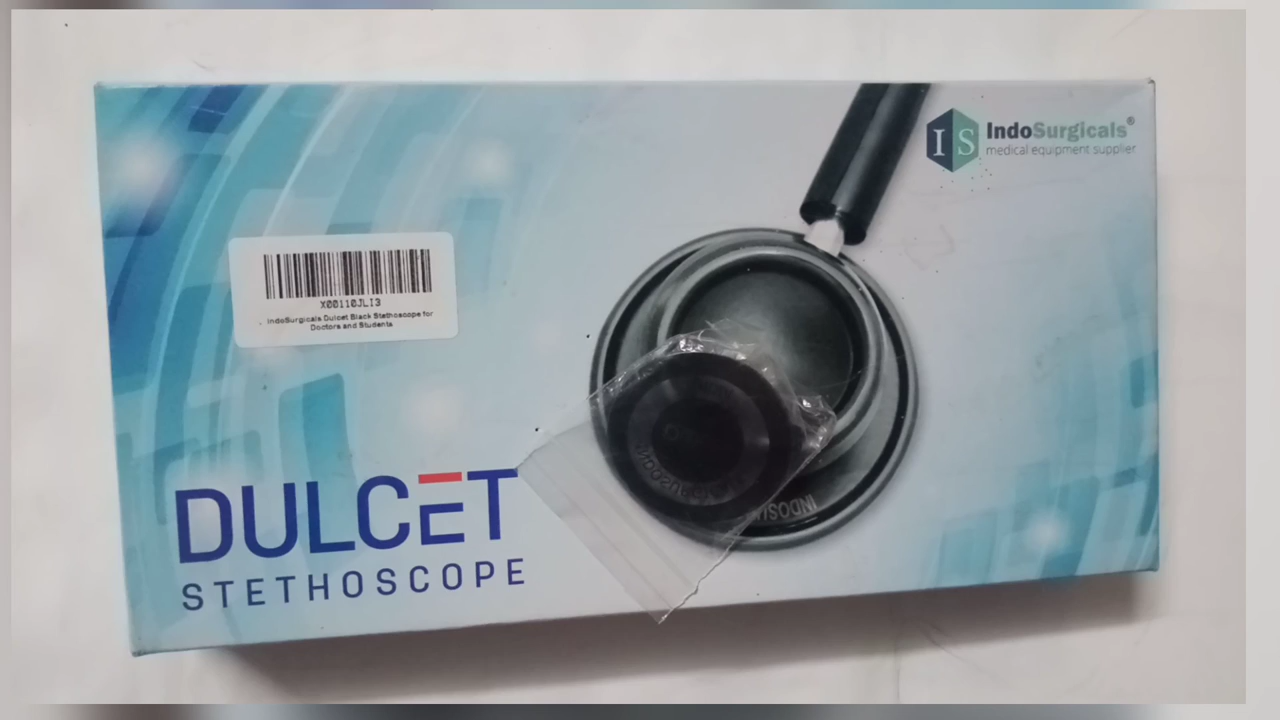 IS IndoSurgicals®
medical equipment supplier
X00110JLI3
IndoSurgicals Dulcet Black Stethoscope for
Doctors and Students
DULCET
STETHOSCOPE